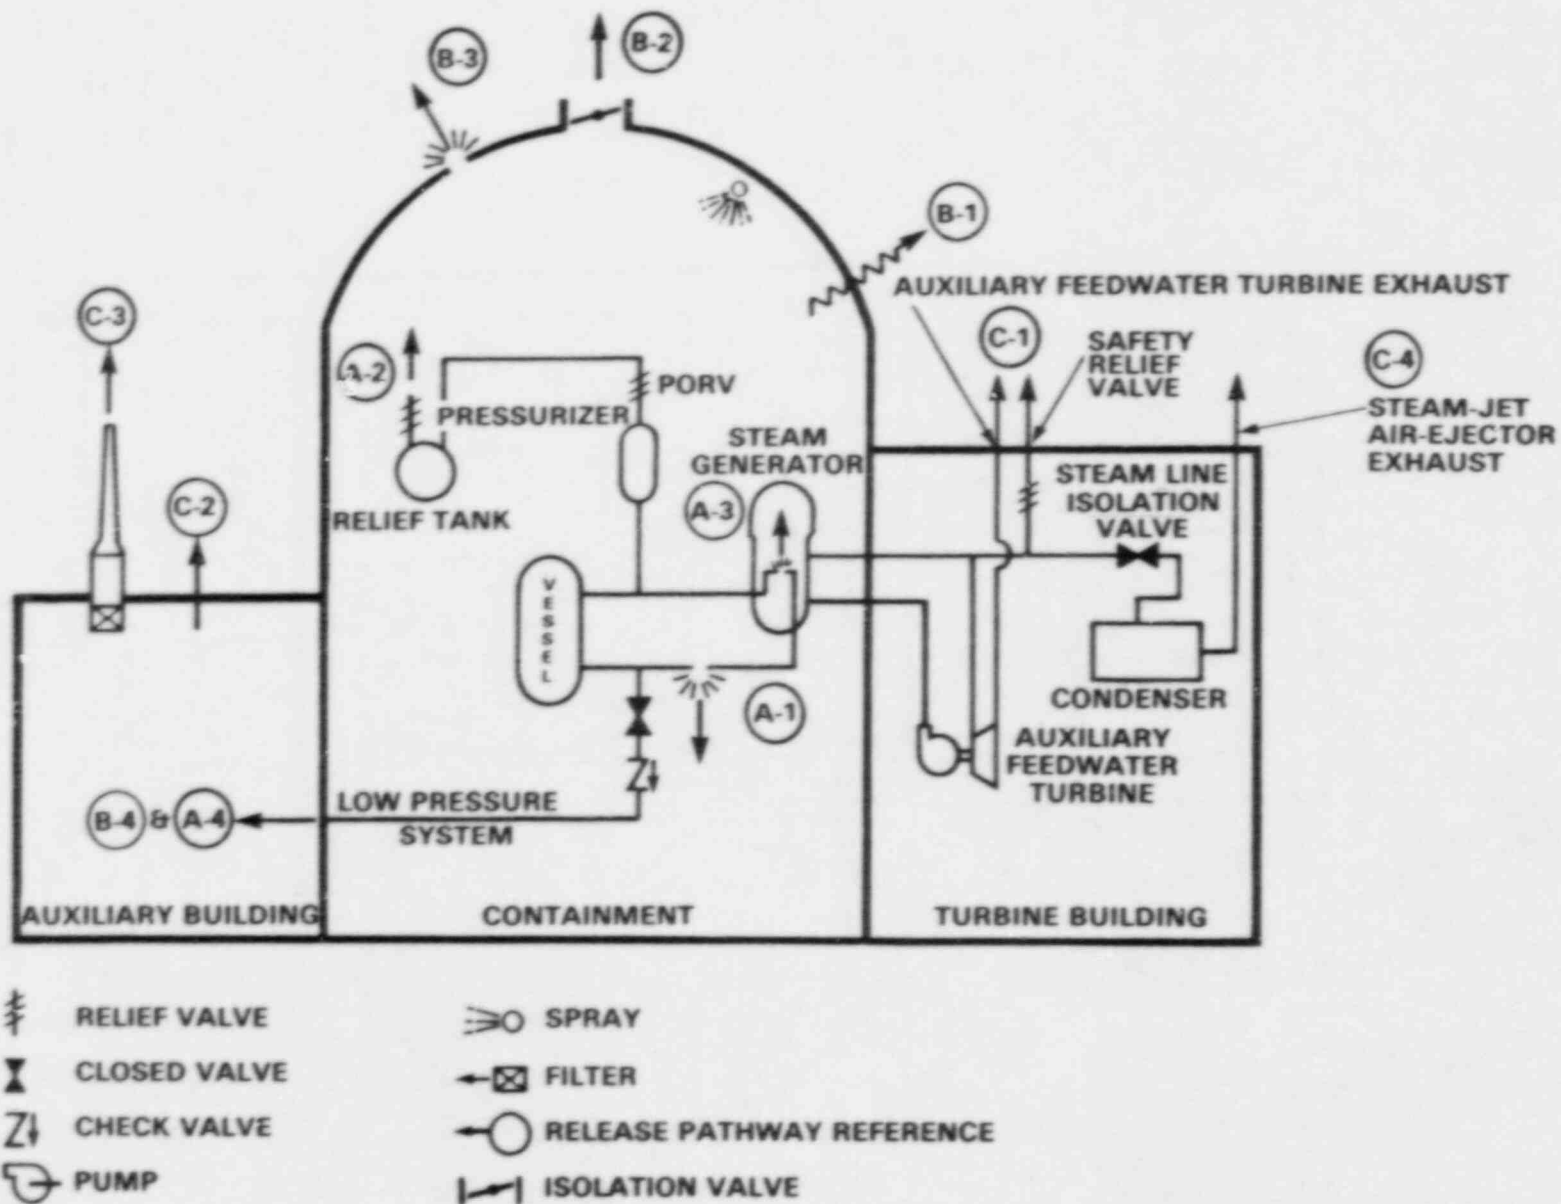 B-3
B-2
B-1
AUXILIARY FEEDWATER TURBINE EXHAUST
C-3
C-1
SAFETY
RELIEF
VALVE
C-4
STEAM-JET
AIR-EJECTOR
EXHAUST
A-2
PORV
PRESSURIZER
STEAM
GENERATOR
STEAM LINE
ISOLATION
VALVE
C-2
A-3
RELIEF TANK
VESSEL
CONDENSER
A-1
AUXILIARY
FEEDWATER
TURBINE
LOW PRESSURE
SYSTEM
B-4 & A-4
AUXILIARY BUILDING
CONTAINMENT
TURBINE BUILDING
RELIEF VALVE
CLOSED VALVE
CHECK VALVE
PUMP
SPRAY
FILTER
RELEASE PATHWAY REFERENCE
ISOLATION VALVE